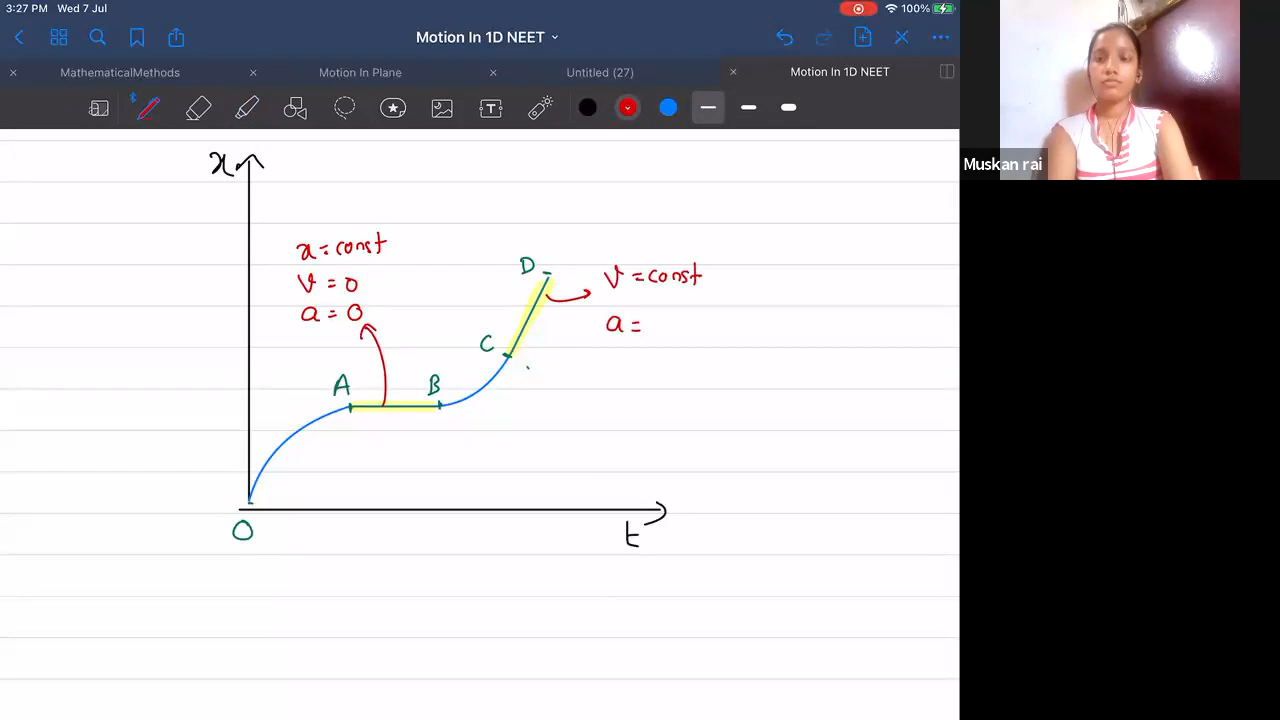 3:27 PM Wed 7 Jul
100%
Motion In 1D NEET
MathematicalMethods
Motion In Plane
Untitled (27)
Motion In 1D NEET
T
Muskan rai
x
x = const
v = 0
a = 0
D
v = const
a =
C
A
B
O
t